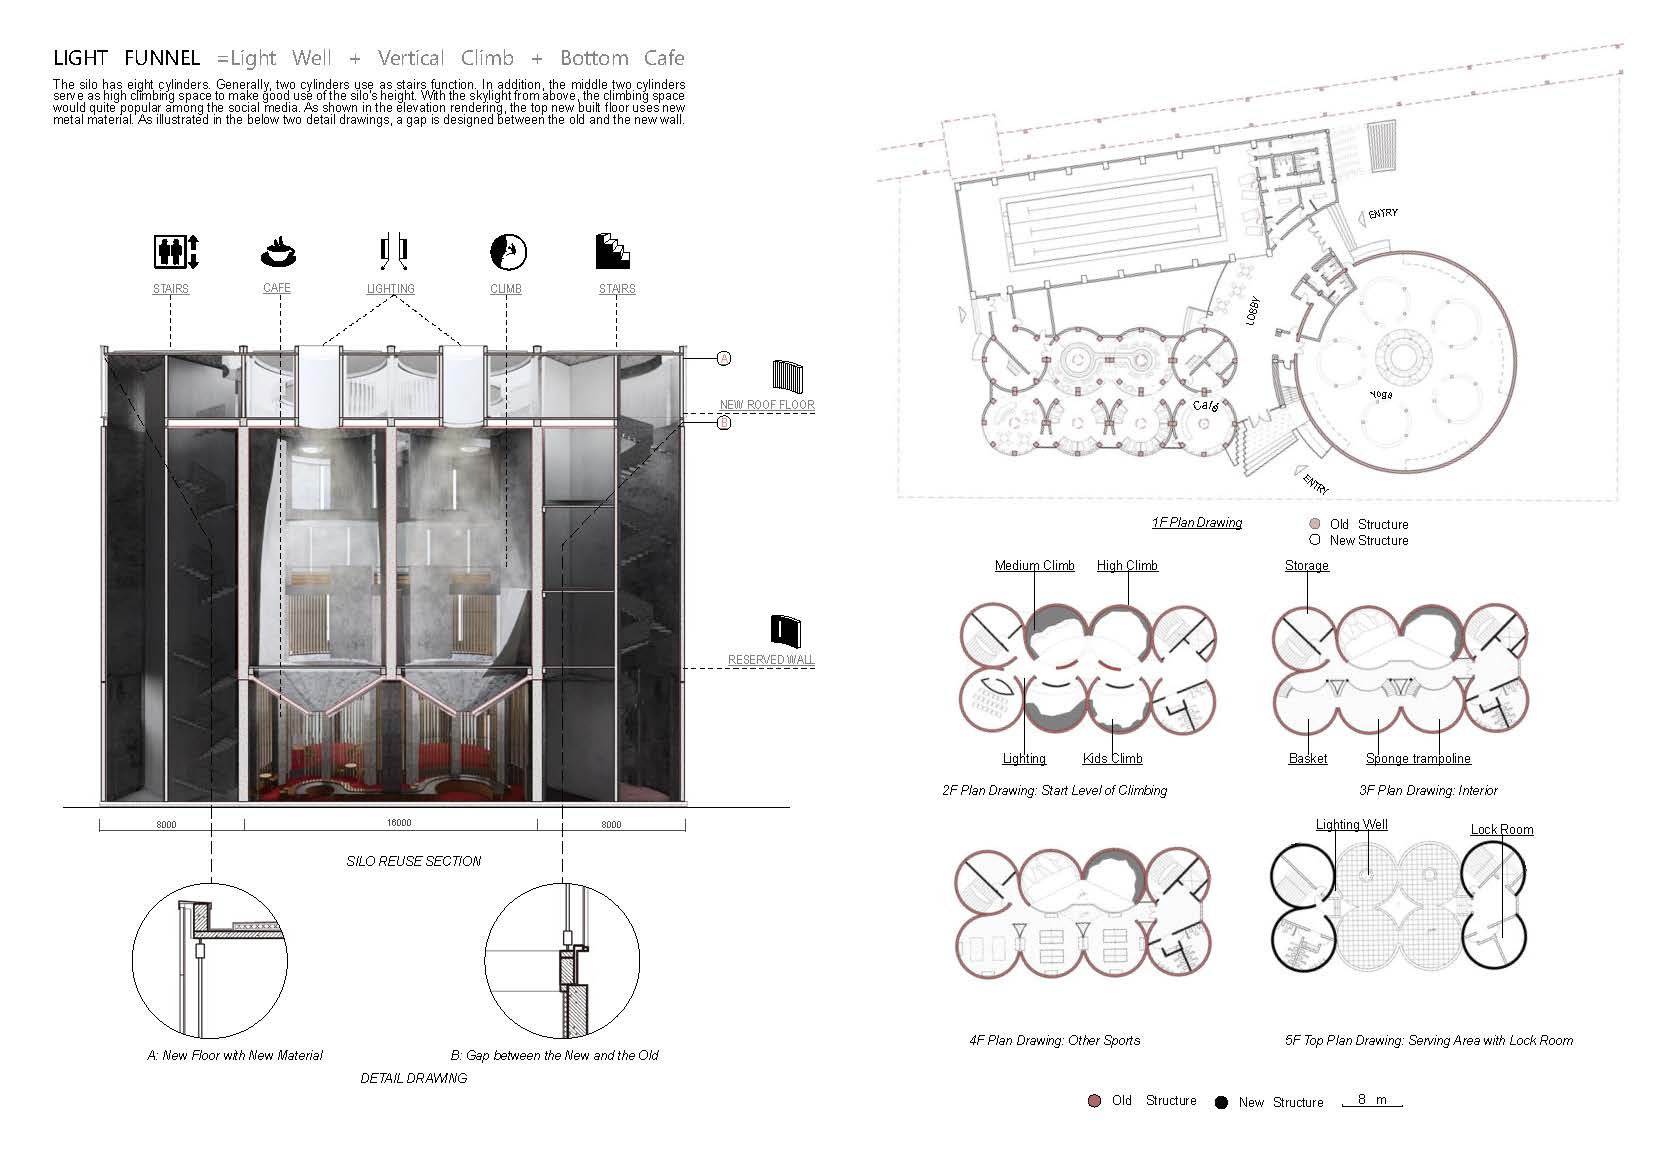 LIGHT FUNNEL =Light Well + Vertical Climb + Bottom Cafe
The silo has eight cylinders. Generally, two cylinders use as stairs function. In addition, the middle two cylinders
serve as high climbing space to make good use of the silo's height. With the skylight from above, the climbing space
would quite popular among the social media. As shown in the elevation rendering, the top new built floor uses new
metal material. As illustrated in the below two detail drawings, a gap is designed between the old and the new wall.
STAIRS
CAFE
LIGHTING
CLIMB
STAIRS
A
NEW ROOF FLOOR
B
RESERVED WALL
8000
16000
8000
SILO REUSE SECTION
A: New Floor with New Material
B: Gap between the New and the Old
DETAIL DRAWING
ENTRY
LOBBY
Yoga
Café
ENTRY
1F Plan Drawing
Old Structure
New Structure
Medium Climb
High Climb
Storage
Lighting
Kids Climb
Basket
Sponge trampoline
2F Plan Drawing: Start Level of Climbing
3F Plan Drawing: Interior
Lighting Well
Lock Room
4F Plan Drawing: Other Sports
5F Top Plan Drawing: Serving Area with Lock Room
Old Structure
New Structure
8 m